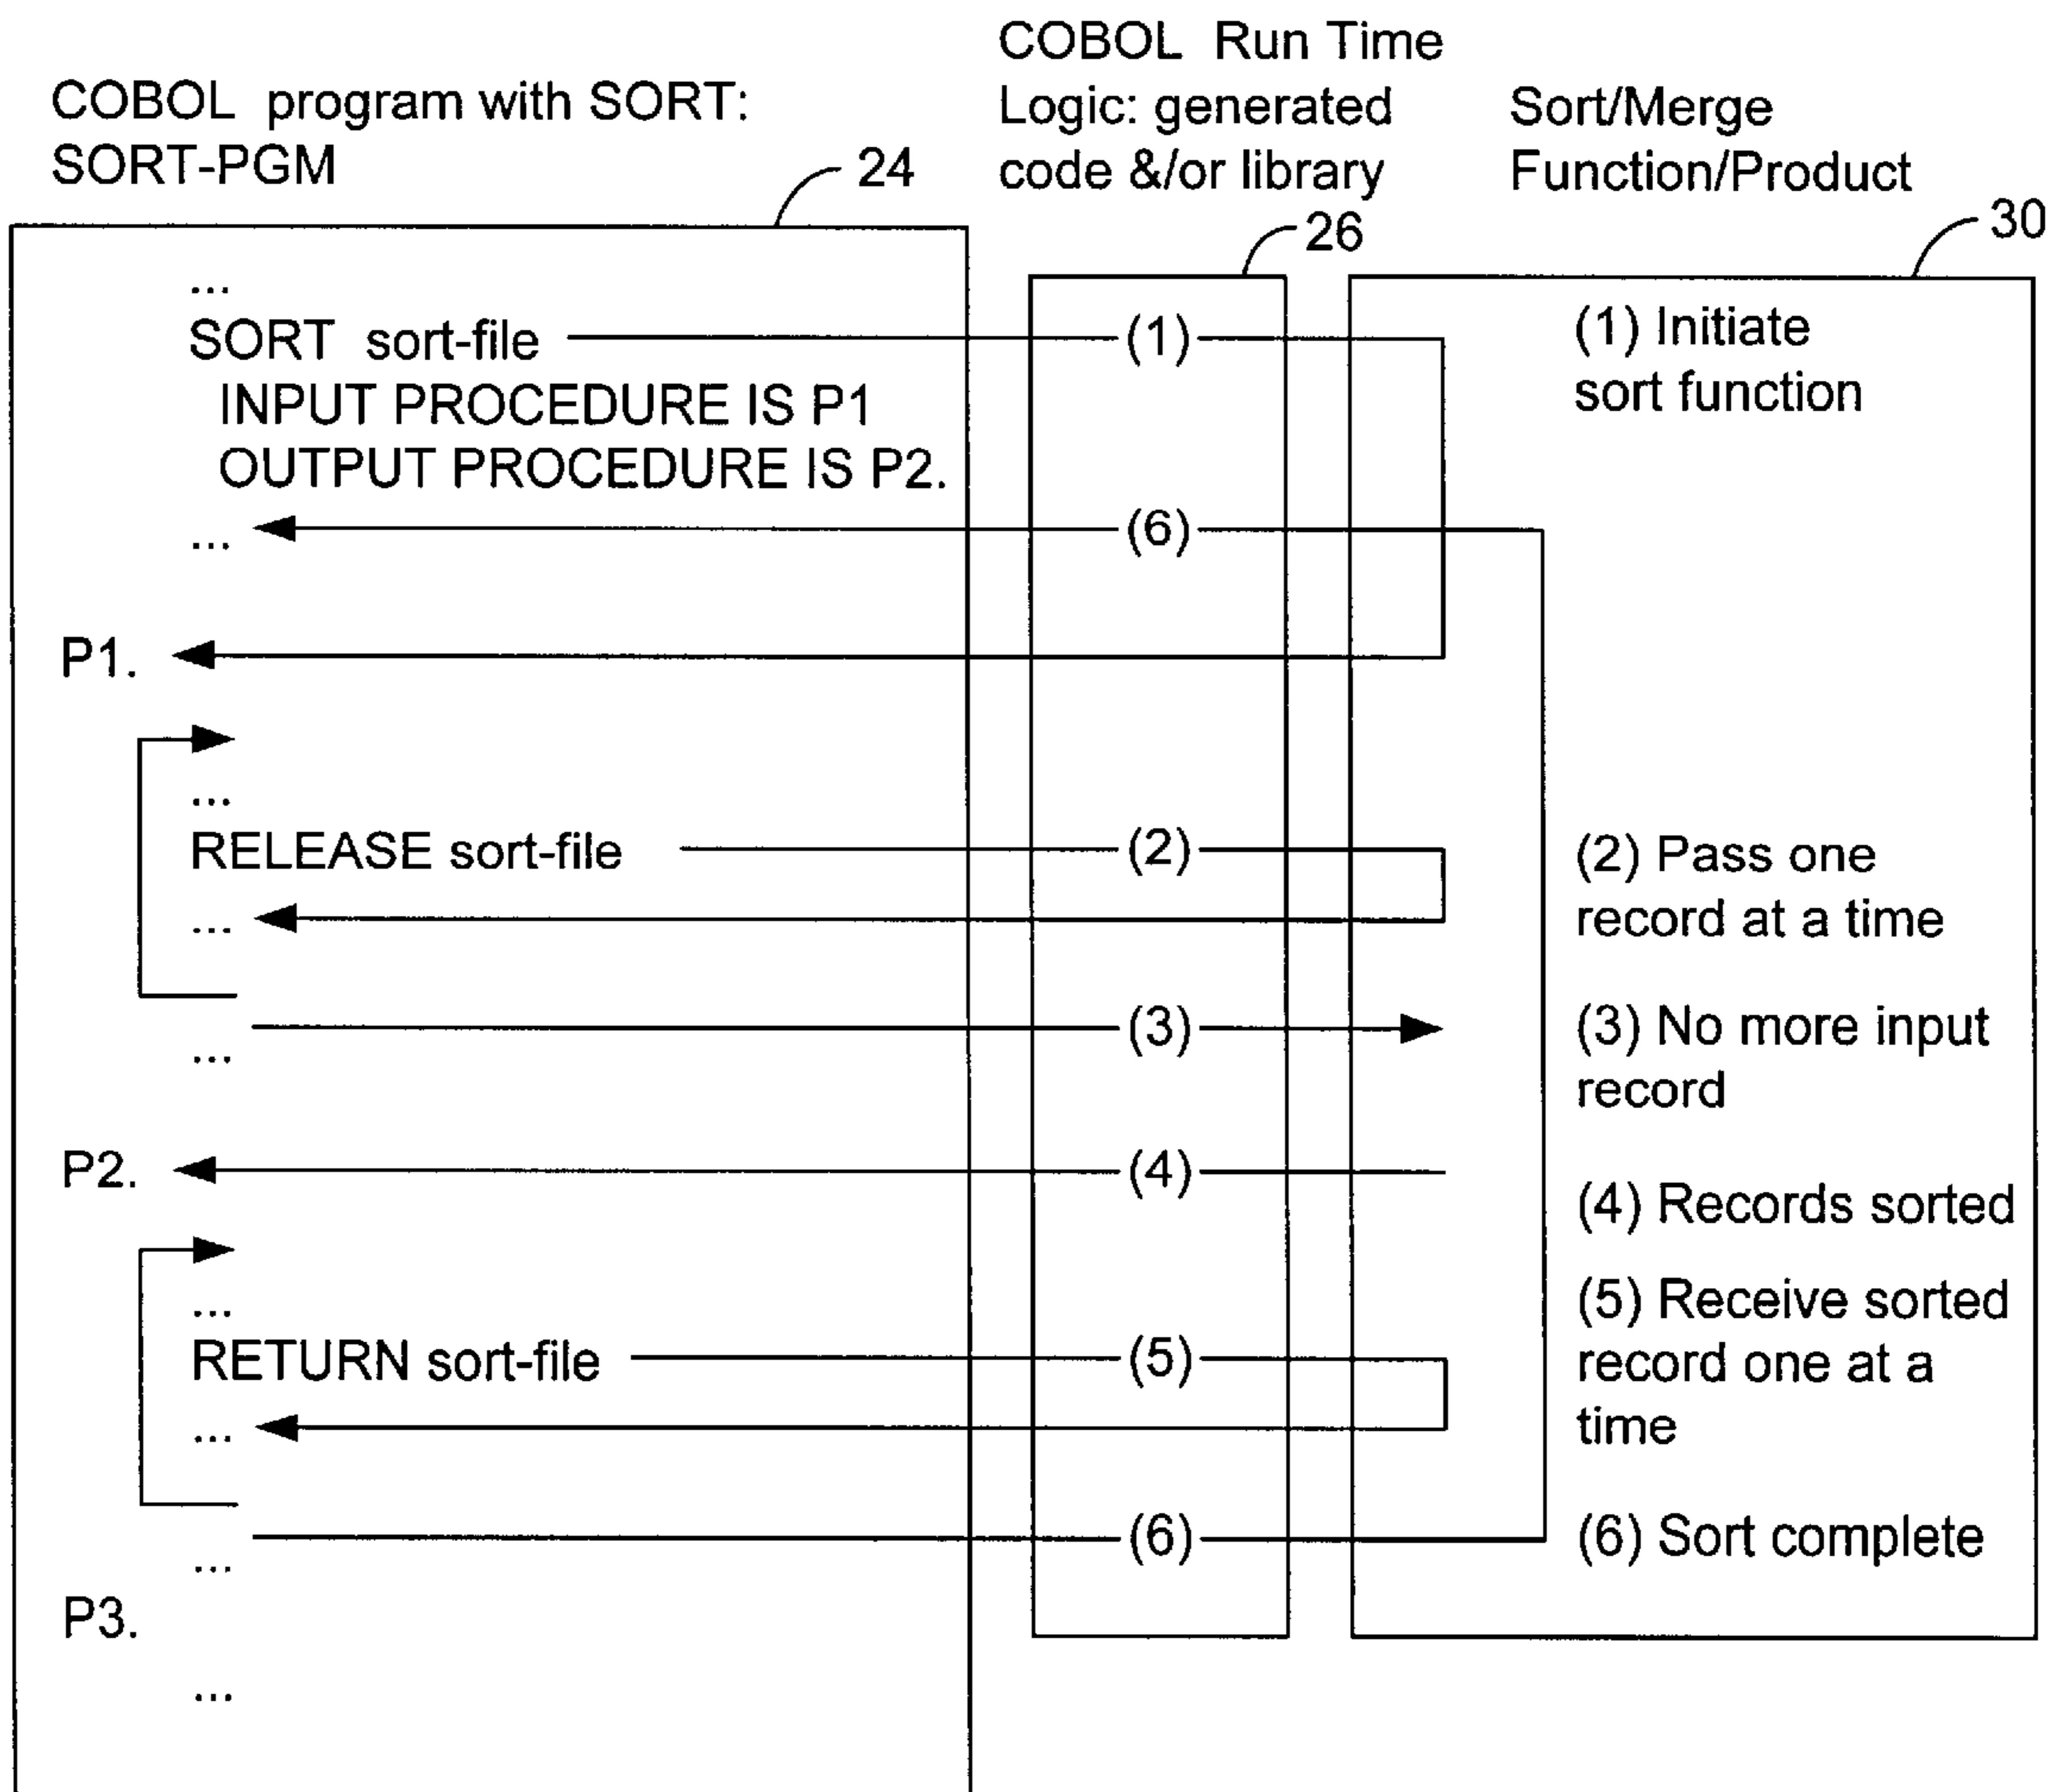 COBOL program with SORT:
SORT-PGM
24
COBOL Run Time
Logic: generated
code &/or library
26
Sort/Merge
Function/Product
30
...
SORT sort-file
INPUT PROCEDURE IS P1
OUTPUT PROCEDURE IS P2.
...
P1.
...
RELEASE sort-file
...
...
P2.
...
RETURN sort-file
...
...
P3.
...
(1)
(6)
(2)
(3)
(4)
(5)
(6)
(1) Initiate
sort function
(2) Pass one
record at a time
(3) No more input
record
(4) Records sorted
(5) Receive sorted
record one at a
time
(6) Sort complete